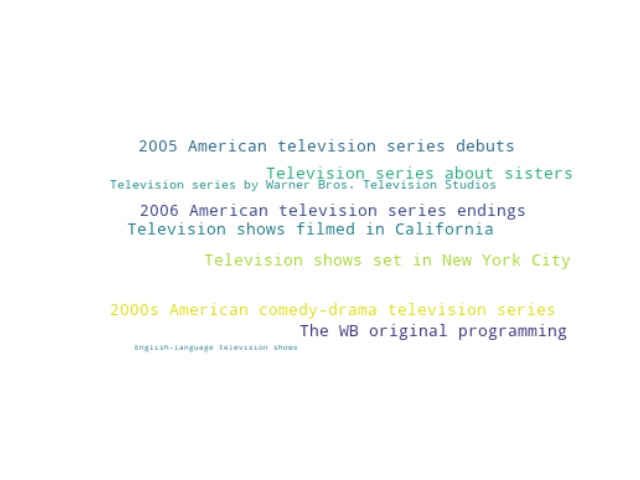 2005 American television series debuts
Television series about sisters
Television series by Warner Bros. Television Studios
2006 American television series endings
Television shows filmed in California
Television shows set in New York City
2000s American comedy-drama television series
The WB original programming
English-language television shows